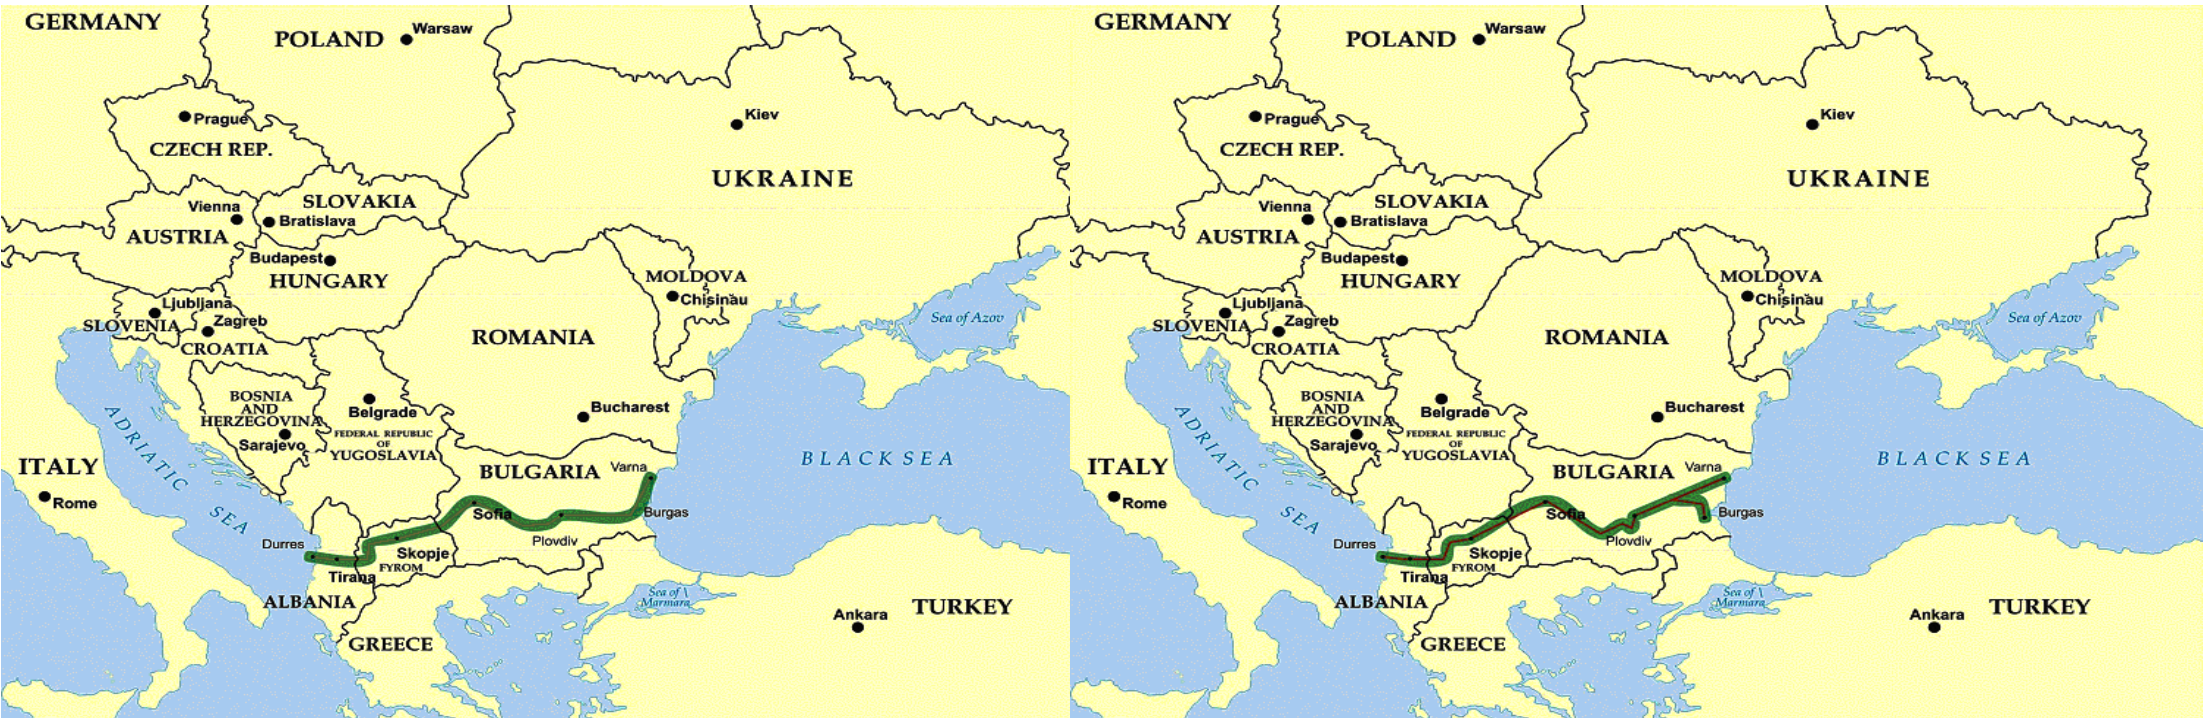 GERMANY
POLAND
Warsaw
Prague
CZECH REP.
Kiev
UKRAINE
SLOVAKIA
Vienna
Bratislava
AUSTRIA
Budapest
HUNGARY
MOLDOVA
Chisinau
Ljubljana
SLOVENIA
Zagreb
CROATIA
ROMANIA
Sea of Azov
BOSNIA
AND
HERZEGOVINA
Sarajevo
Belgrade
FEDERAL REPUBLIC
OF
YUGOSLAVIA
Bucharest
ADRIATIC SEA
BLACK SEA
ITALY
Rome
BULGARIA
Varna
Sofia
Burgas
Plovdiv
Durres
Skopje
FYROM
Tirana
ALBANIA
GREECE
Sea of
Marmara
Ankara
TURKEY
GERMANY
POLAND
Warsaw
Prague
CZECH REP.
Kiev
UKRAINE
SLOVAKIA
Vienna
Bratislava
AUSTRIA
Budapest
HUNGARY
MOLDOVA
Chisinau
Ljubljana
SLOVENIA
Zagreb
CROATIA
ROMANIA
Sea of Azov
BOSNIA
AND
HERZEGOVINA
Sarajevo
Belgrade
FEDERAL REPUBLIC
OF
YUGOSLAVIA
Bucharest
ADRIATIC SEA
BLACK SEA
ITALY
Rome
BULGARIA
Varna
Sofia
Burgas
Plovdiv
Durres
Skopje
FYROM
Tirana
ALBANIA
GREECE
Sea of
Marmara
Ankara
TURKEY